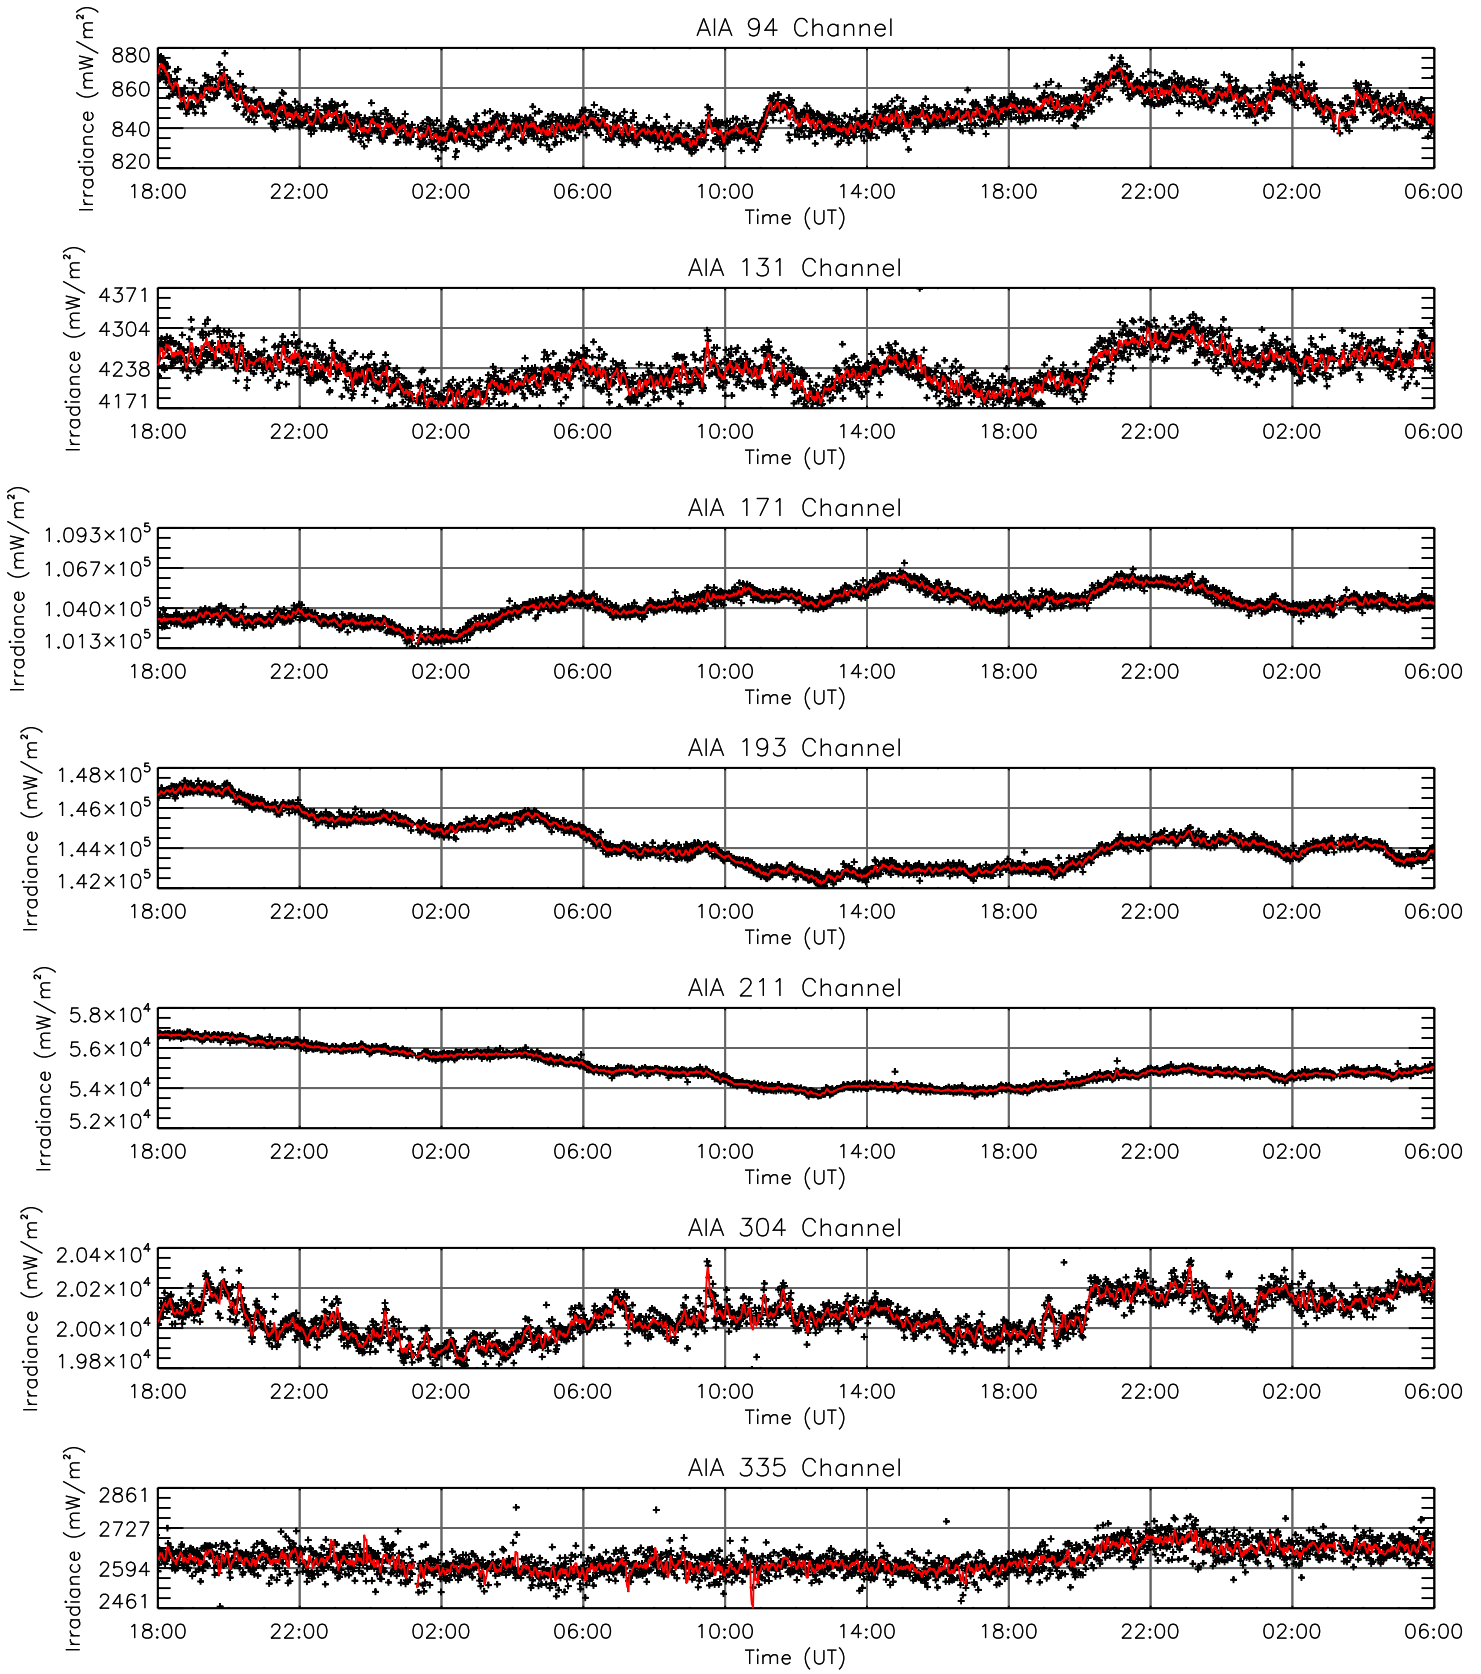 AIA 94 Channel
Irradiance (mW/m²)
880
860
840
820
18:00 22:00 02:00 06:00 10:00 14:00 18:00 22:00 02:00 06:00
Time (UT)
AIA 131 Channel
Irradiance (mW/m²)
4371
4304
4238
4171
18:00 22:00 02:00 06:00 10:00 14:00 18:00 22:00 02:00 06:00
Time (UT)
AIA 171 Channel
Irradiance (mW/m²)
1.093×10⁵
1.067×10⁵
1.040×10⁵
1.013×10⁵
18:00 22:00 02:00 06:00 10:00 14:00 18:00 22:00 02:00 06:00
Time (UT)
AIA 193 Channel
Irradiance (mW/m²)
1.48×10⁵
1.46×10⁵
1.44×10⁵
1.42×10⁵
18:00 22:00 02:00 06:00 10:00 14:00 18:00 22:00 02:00 06:00
Time (UT)
AIA 211 Channel
Irradiance (mW/m²)
5.8×10⁴
5.6×10⁴
5.4×10⁴
5.2×10⁴
18:00 22:00 02:00 06:00 10:00 14:00 18:00 22:00 02:00 06:00
Time (UT)
AIA 304 Channel
Irradiance (mW/m²)
2.04×10⁴
2.02×10⁴
2.00×10⁴
1.98×10⁴
18:00 22:00 02:00 06:00 10:00 14:00 18:00 22:00 02:00 06:00
Time (UT)
AIA 335 Channel
Irradiance (mW/m²)
2861
2727
2594
2461
18:00 22:00 02:00 06:00 10:00 14:00 18:00 22:00 02:00 06:00
Time (UT)